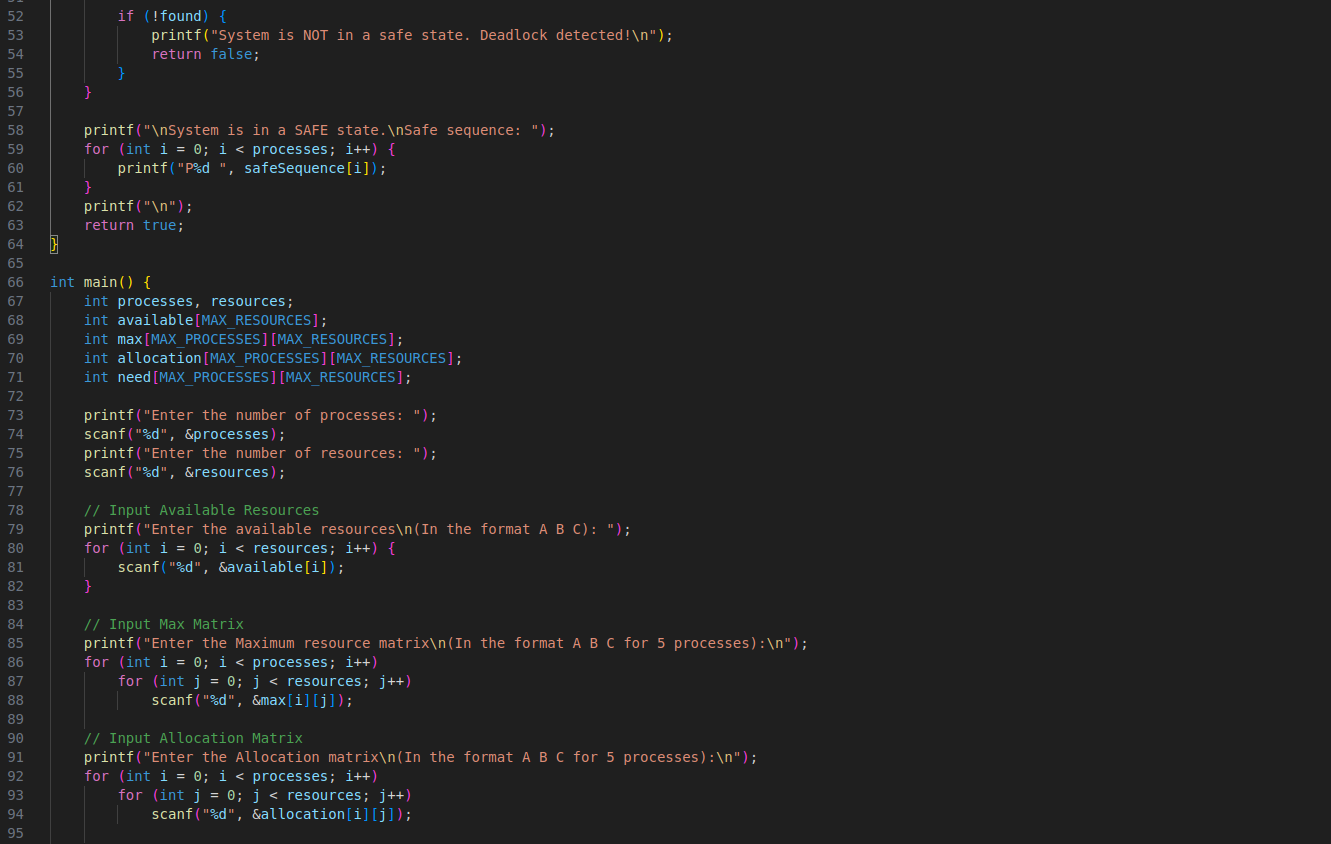 52 if (!found) {
53 printf("System is NOT in a safe state. Deadlock detected!\n");
54 return false;
55 }
56 }
57
58 printf("\nSystem is in a SAFE state.\nSafe sequence: ");
59 for (int i = 0; i < processes; i++) {
60 printf("P%d ", safeSequence[i]);
61 }
62 printf("\n");
63 return true;
64 }
65
66 int main() {
67 int processes, resources;
68 int available[MAX_RESOURCES];
69 int max[MAX_PROCESSES][MAX_RESOURCES];
70 int allocation[MAX_PROCESSES][MAX_RESOURCES];
71 int need[MAX_PROCESSES][MAX_RESOURCES];
72
73 printf("Enter the number of processes: ");
74 scanf("%d", &processes);
75 printf("Enter the number of resources: ");
76 scanf("%d", &resources);
77
78 // Input Available Resources
79 printf("Enter the available resources\n(In the format A B C): ");
80 for (int i = 0; i < resources; i++) {
81 scanf("%d", &available[i]);
82 }
83
84 // Input Max Matrix
85 printf("Enter the Maximum resource matrix\n(In the format A B C for 5 processes):\n");
86 for (int i = 0; i < processes; i++)
87 for (int j = 0; j < resources; j++)
88 scanf("%d", &max[i][j]);
89
90 // Input Allocation Matrix
91 printf("Enter the Allocation matrix\n(In the format A B C for 5 processes):\n");
92 for (int i = 0; i < processes; i++)
93 for (int j = 0; j < resources; j++)
94 scanf("%d", &allocation[i][j]);
95